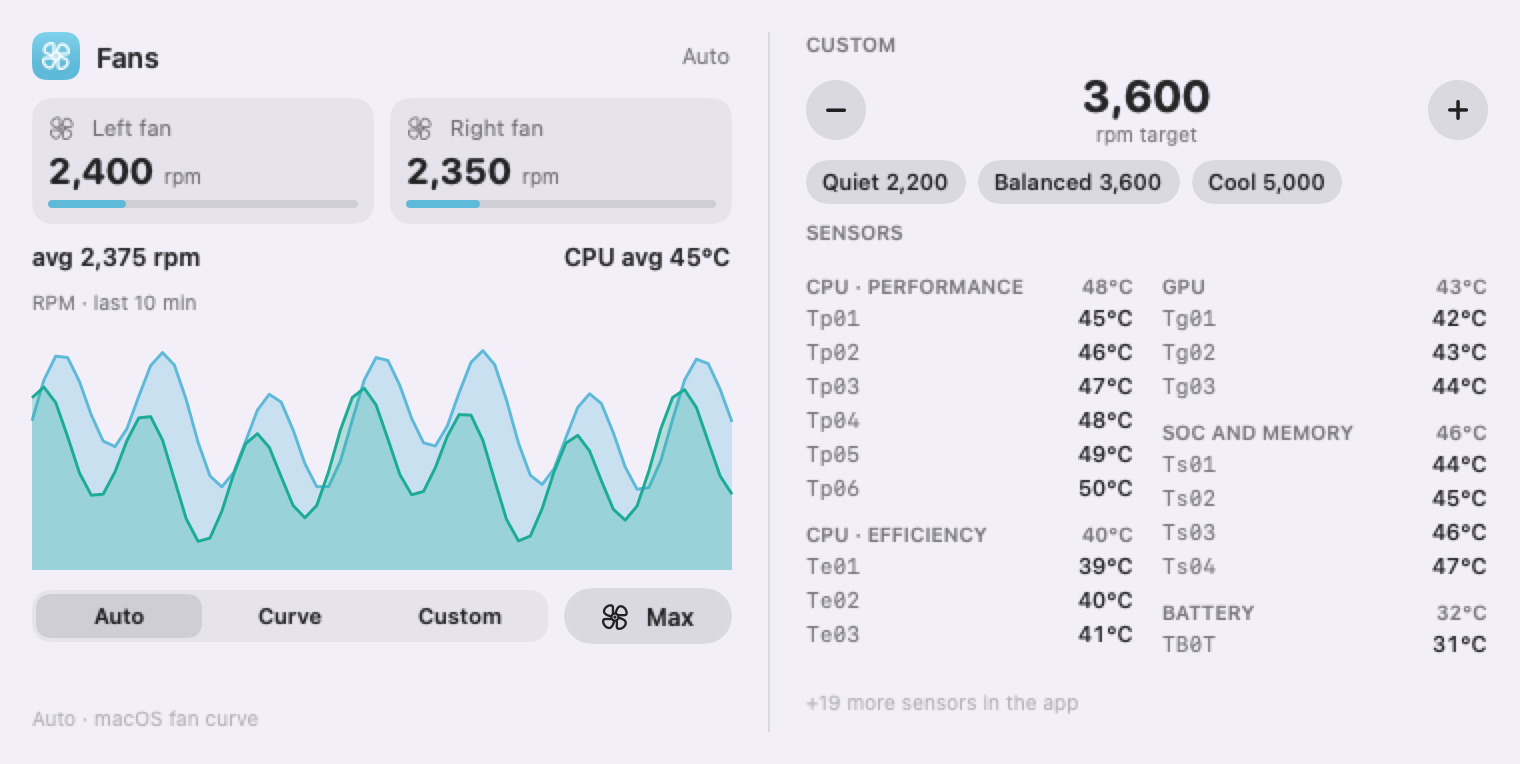 Fans
Auto
Left fan
2,400 rpm
Right fan
2,350 rpm
avg 2,375 rpm
CPU avg 45°C
RPM · last 10 min
Auto
Curve
Custom
Max
Auto · macOS fan curve
CUSTOM
−
3,600
rpm target
+
Quiet 2,200
Balanced 3,600
Cool 5,000
SENSORS
CPU · PERFORMANCE 48°C
Tp01 45°C
Tp02 46°C
Tp03 47°C
Tp04 48°C
Tp05 49°C
Tp06 50°C
CPU · EFFICIENCY 40°C
Te01 39°C
Te02 40°C
Te03 41°C
GPU 43°C
Tg01 42°C
Tg02 43°C
Tg03 44°C
SOC AND MEMORY 46°C
Ts01 44°C
Ts02 45°C
Ts03 46°C
Ts04 47°C
BATTERY 32°C
TB0T 31°C
+19 more sensors in the app